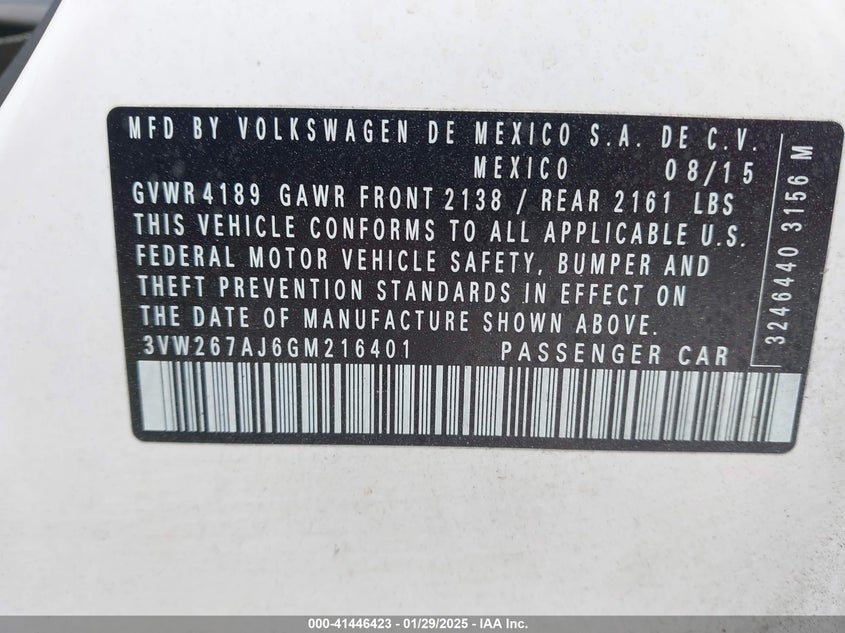 MFD BY VOLKSWAGEN DE MEXICO S.A. DE C.V.
MEXICO 08/15
GVWR 4189 GAWR FRONT 2138 / REAR 2161 LBS
THIS VEHICLE CONFORMS TO ALL APPLICABLE U.S.
FEDERAL MOTOR VEHICLE SAFETY, BUMPER AND
THEFT PREVENTION STANDARDS IN EFFECT ON
THE DATE OF MANUFACTURE SHOWN ABOVE.
3VW267AJ6GM216401 PASSENGER CAR
3246440 3156 M
000-41446423 - 01/29/2025 - IAA Inc.